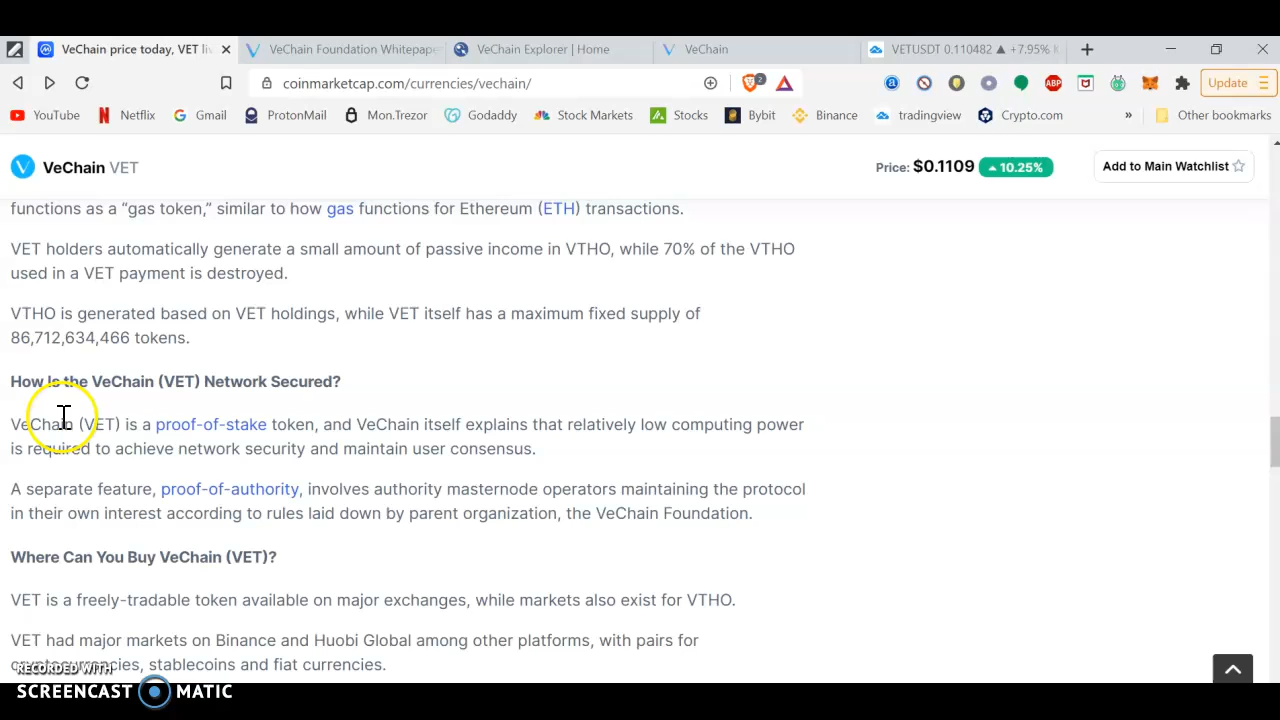 VeChain price today, VET li
VeChain Foundation Whitepape
VeChain Explorer | Home
VeChain
VETUSDT 0.110482 ▲ +7.95%
coinmarketcap.com/currencies/vechain/
2
ABP
Update
YouTube
Netflix
Gmail
ProtonMail
Mon.Trezor
Godaddy
Stock Markets
Stocks
Bybit
Binance
tradingview
Crypto.com
»
Other bookmarks
VeChain VET
Price: $0.1109 10.25%
Add to Main Watchlist
functions as a “gas token,” similar to how gas functions for Ethereum (ETH) transactions.
VET holders automatically generate a small amount of passive income in VTHO, while 70% of the VTHO
used in a VET payment is destroyed.
VTHO is generated based on VET holdings, while VET itself has a maximum fixed supply of
86,712,634,466 tokens.
How Is the VeChain (VET) Network Secured?
VeChain (VET) is a proof-of-stake token, and VeChain itself explains that relatively low computing power
is required to achieve network security and maintain user consensus.
A separate feature, proof-of-authority, involves authority masternode operators maintaining the protocol
in their own interest according to rules laid down by parent organization, the VeChain Foundation.
Where Can You Buy VeChain (VET)?
VET is a freely-tradable token available on major exchanges, while markets also exist for VTHO.
VET had major markets on Binance and Huobi Global among other platforms, with pairs for
cryptocurrencies, stablecoins and fiat currencies.
RECORDED WITH
SCREENCAST MATIC